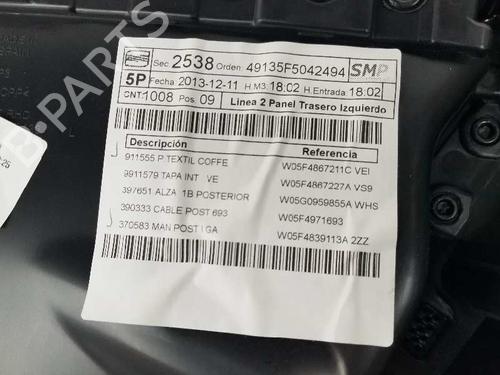 Sec 2538 Orden: 49135F5042494 SMP
5P Fecha 2013-12-11 H.M3: 18:02 H.Entrada: 18:02
CNT: 1008 Pos 09 Linea 2 Panel Trasero Izquierdo
Descripción Referencia
911555 P TEXTIL COFFE W05F4867211C VEI
9911579 TAPA INT VE W05F4867227A VS9
397651 ALZA 1B POSTERIOR W05G0959855A WHS
390333 CABLE POST 693 W05F4971693
370583 MAN POST I GA W05F4839113A 2ZZ
B-PARTS